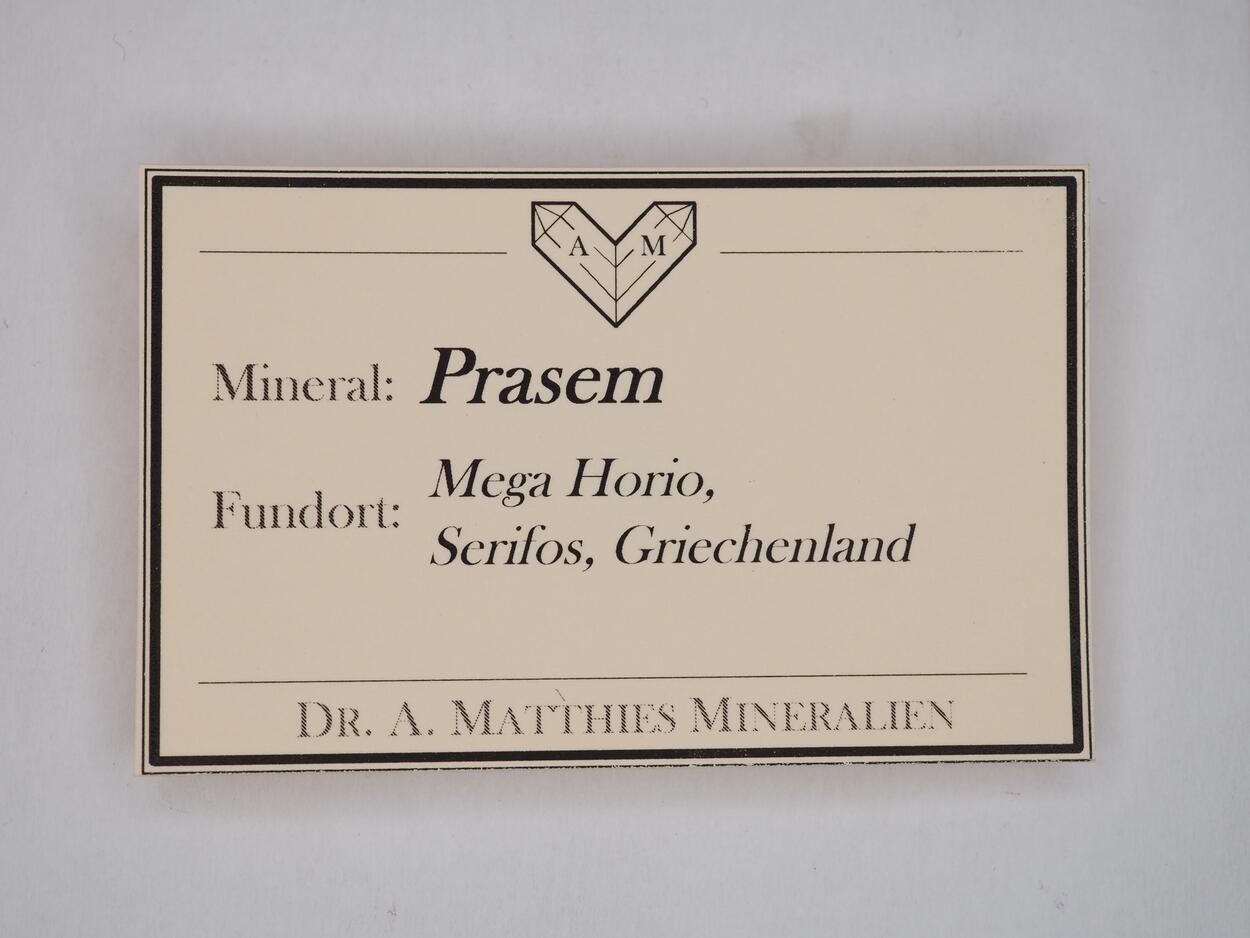 A M
Mineral: Prasem
Fundort: Mega Horio,
Serifos, Griechenland
DR. A. MATTHIES MINERALIEN